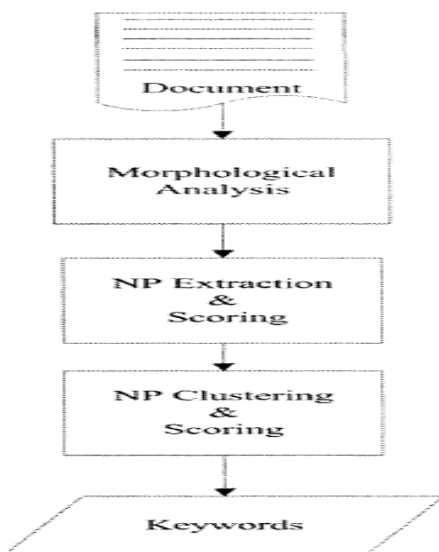 Document
Morphological
Analysis
NP Extraction
&
Scoring
NP Clustering
&
Scoring
Keywords